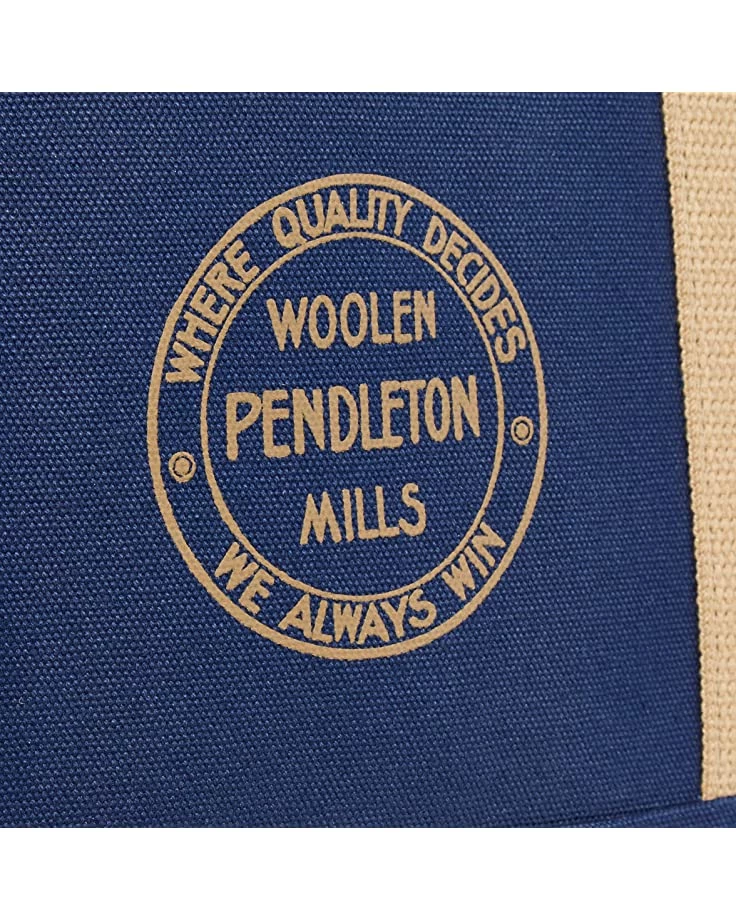 WHERE QUALITY DECIDES
WOOLEN
PENDLETON
MILLS
WE ALWAYS WIN